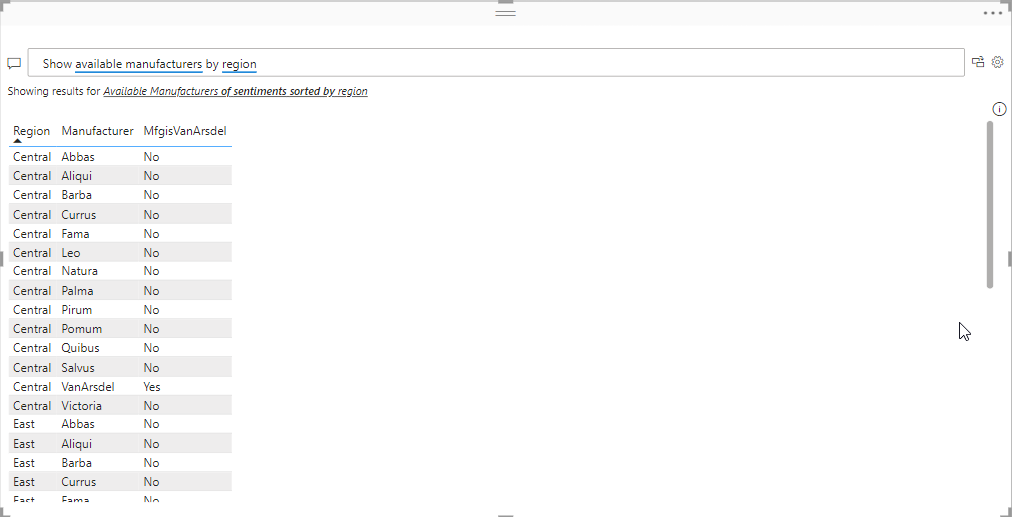 Show available manufacturers by region
Showing results for Available Manufacturers of sentiments sorted by region
Region Manufacturer MfgisVanArsdel
Central Abbas No
Central Aliqui No
Central Barba No
Central Currus No
Central Fama No
Central Leo No
Central Natura No
Central Palma No
Central Pirum No
Central Pomum No
Central Quibus No
Central Salvus No
Central VanArsdel Yes
Central Victoria No
East Abbas No
East Aliqui No
East Barba No
East Currus No
East Fama No